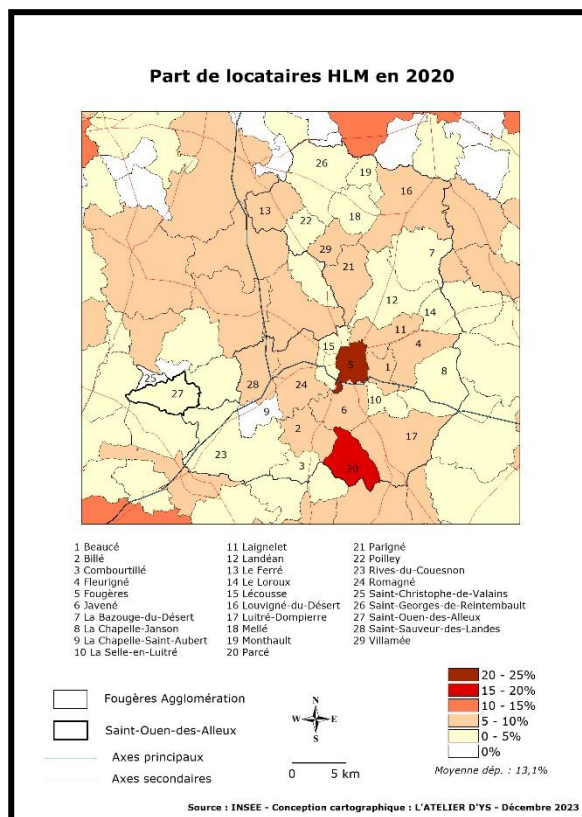 Part de locataires HLM en 2020
26
19
16
13
22
18
29
7
21
12
14
11
15
4
5
1
8
25
28
24
27
10
9
6
2
17
23
3
20
1 Beaucé
2 Billé
3 Combourtillé
4 Fleurigné
5 Fougères
6 Javené
7 La Bazouge-du-Désert
8 La Chapelle-Janson
9 La Chapelle-Saint-Aubert
10 La Selle-en-Luitré
11 Laignelet
12 Landéan
13 Le Ferré
14 Le Loroux
15 Lécousse
16 Louvigné-du-Désert
17 Luitré-Dompierre
18 Mellé
19 Monthault
20 Parcé
21 Parigné
22 Poilley
23 Rives-du-Couesnon
24 Romagné
25 Saint-Christophe-de-Valains
26 Saint-Georges-de-Reintembault
27 Saint-Ouen-des-Alleux
28 Saint-Sauveur-des-Landes
29 Villamée
Fougères Agglomération
Saint-Ouen-des-Alleux
Axes principaux
Axes secondaires
N
W E
S
0 5 km
20 - 25%
15 - 20%
10 - 15%
5 - 10%
0 - 5%
0%
Moyenne dép. : 13,1%
Source : INSEE - Conception cartographique : L'ATELIER D'YS - Décembre 2023